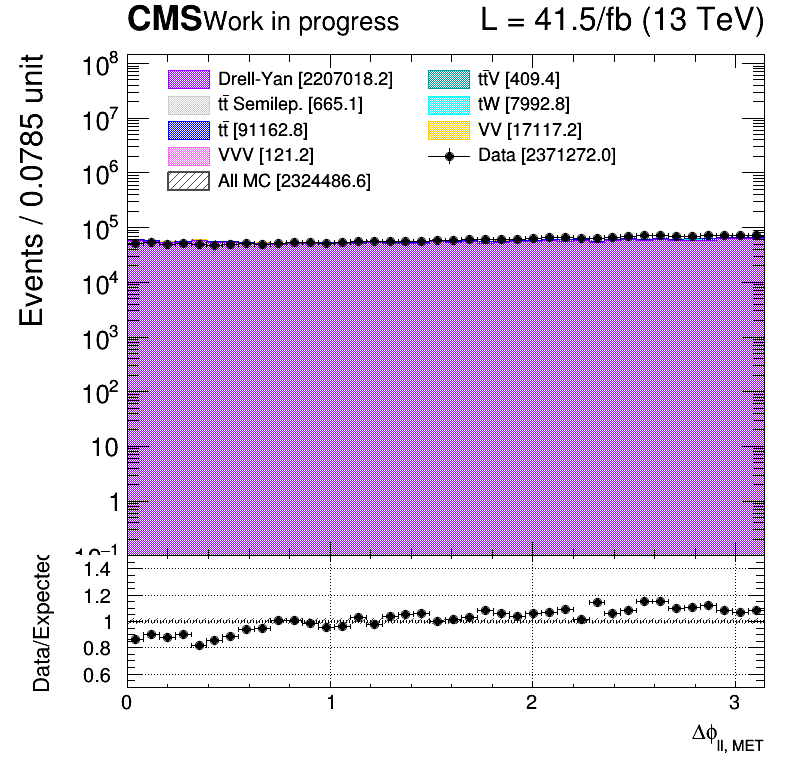 CMS Work in progress L = 41.5/fb (13 TeV)
Events / 0.0785 unit
10⁸
10⁷
10⁶
10⁵
10⁴
10³
10²
10
1
10⁻¹
Drell-Yan [2207018.2]
tt̄ Semilep. [665.1]
tt̄ [91162.8]
VVV [121.2]
All MC [2324486.6]
tt̄V [409.4]
tW [7992.8]
VV [17117.2]
Data [2371272.0]
Data/Expected
1.4
1.2
1
0.8
0.6
0 1 2 3
Δϕll, MET